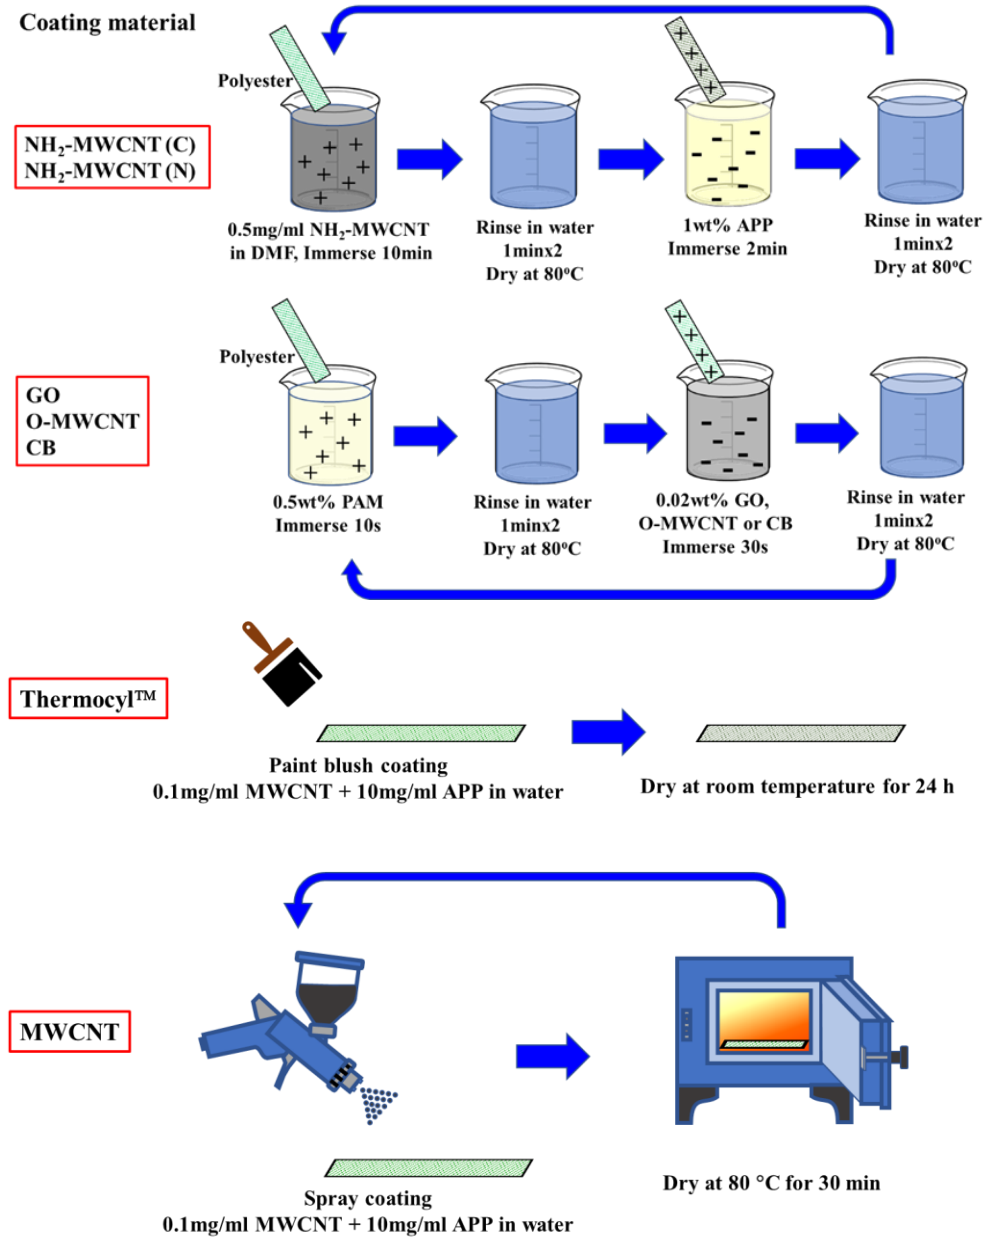 Coating material
Polyester
NH₂-MWCNT (C)
NH₂-MWCNT (N)
0.5mg/ml NH₂-MWCNT
in DMF, Immerse 10min
Rinse in water
1minx2
Dry at 80°C
1wt% APP
Immerse 2min
Rinse in water
1minx2
Dry at 80°C
Polyester
GO
O-MWCNT
CB
0.5wt% PAM
Immerse 10s
Rinse in water
1minx2
Dry at 80°C
0.02wt% GO,
O-MWCNT or CB
Immerse 30s
Rinse in water
1minx2
Dry at 80°C
Thermocyl™
Paint blush coating
0.1mg/ml MWCNT + 10mg/ml APP in water
Dry at room temperature for 24 h
MWCNT
Spray coating
0.1mg/ml MWCNT + 10mg/ml APP in water
Dry at 80 °C for 30 min